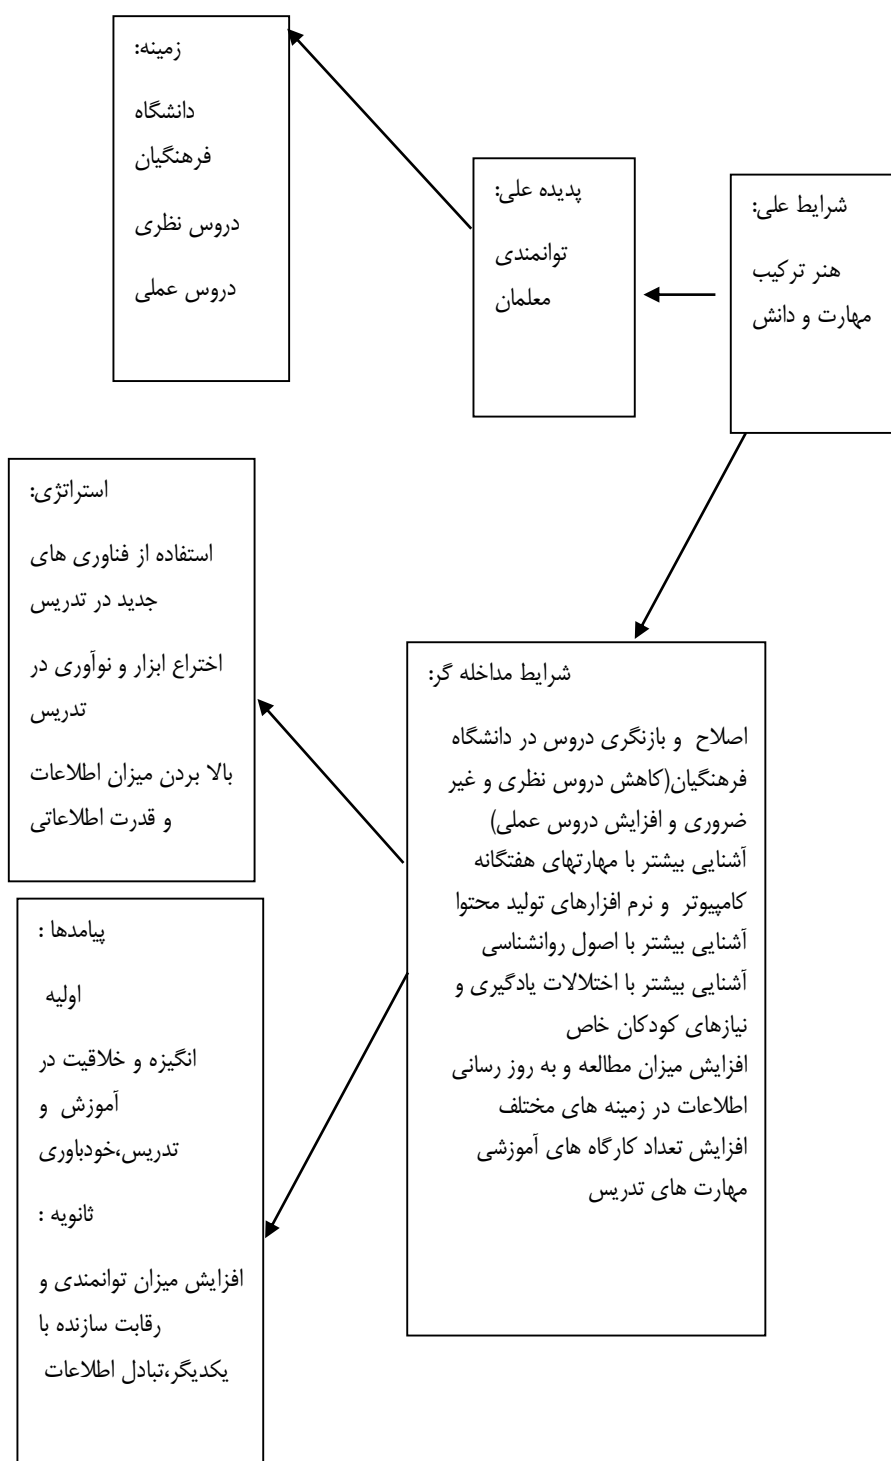 شرایط علی:
هنر ترکیب
مهارت و دانش
پدیده علی:
توانمندی
معلمان
زمینه:
دانشگاه
فرهنگیان
دروس نظری
دروس عملی
شرایط مداخله گر:
اصلاح و بازنگری دروس در دانشگاه
فرهنگیان(کاهش دروس نظری و غیر
ضروری و افزایش دروس عملی)
آشنایی بیشتر با مهارتهای هفتگانه
کامپیوتر و نرم افزارهای تولید محتوا
آشنایی بیشتر با اصول روانشناسی
آشنایی بیشتر با اختلالات یادگیری و
نیازهای کودکان خاص
افزایش میزان مطالعه و به روز رسانی
اطلاعات در زمینه های مختلف
افزایش تعداد کارگاه های آموزشی
مهارت های تدریس
استراتژی:
استفاده از فناوری های
جدید در تدریس
اختراع ابزار و نوآوری در
تدریس
بالا بردن میزان اطلاعات
و قدرت اطلاعاتی
پیامدها :
اولیه
انگیزه و خلاقیت در
آموزش و
تدریس،خودباوری
ثانویه :
افزایش میزان توانمندی و
رقابت سازنده با
یکدیگر،تبادل اطلاعات